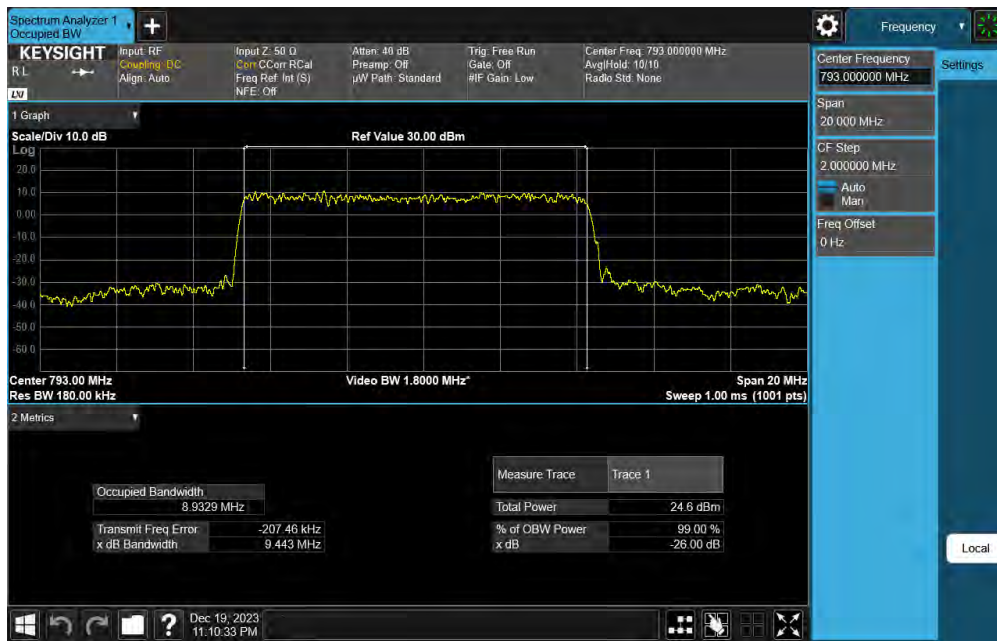 Spectrum Analyzer 1
Occupied BW
Frequency
KEYSIGHT
RL
LXI
Input: RF
Coupling: DC
Align: Auto
Input Z: 50 Ω
Corr CCorr RCal
Freq Ref: Int (S)
NFE: Off
Atten: 40 dB
Preamp: Off
µW Path: Standard
Trig: Free Run
Gate: Off
#IF Gain: Low
Center Freq: 793.000000 MHz
Avg|Hold: 10/10
Radio Std: None
Center Frequency
793.000000 MHz
Settings
Span
20.000 MHz
CF Step
2.000000 MHz
Auto
Man
Freq Offset
0 Hz
Local
1 Graph
Scale/Div 10.0 dB
Ref Value 30.00 dBm
Log
20.0
10.0
0.00
-10.0
-20.0
-30.0
-40.0
-50.0
-60.0
Center 793.00 MHz
Video BW 1.8000 MHz*
Span 20 MHz
Res BW 180.00 kHz
Sweep 1.00 ms (1001 pts)
2 Metrics
Occupied Bandwidth
8.9329 MHz
Transmit Freq Error -207.46 kHz
x dB Bandwidth 9.443 MHz
Measure Trace Trace 1
Total Power 24.6 dBm
% of OBW Power 99.00 %
x dB -26.00 dB
?
Dec 19, 2023
11:10:33 PM